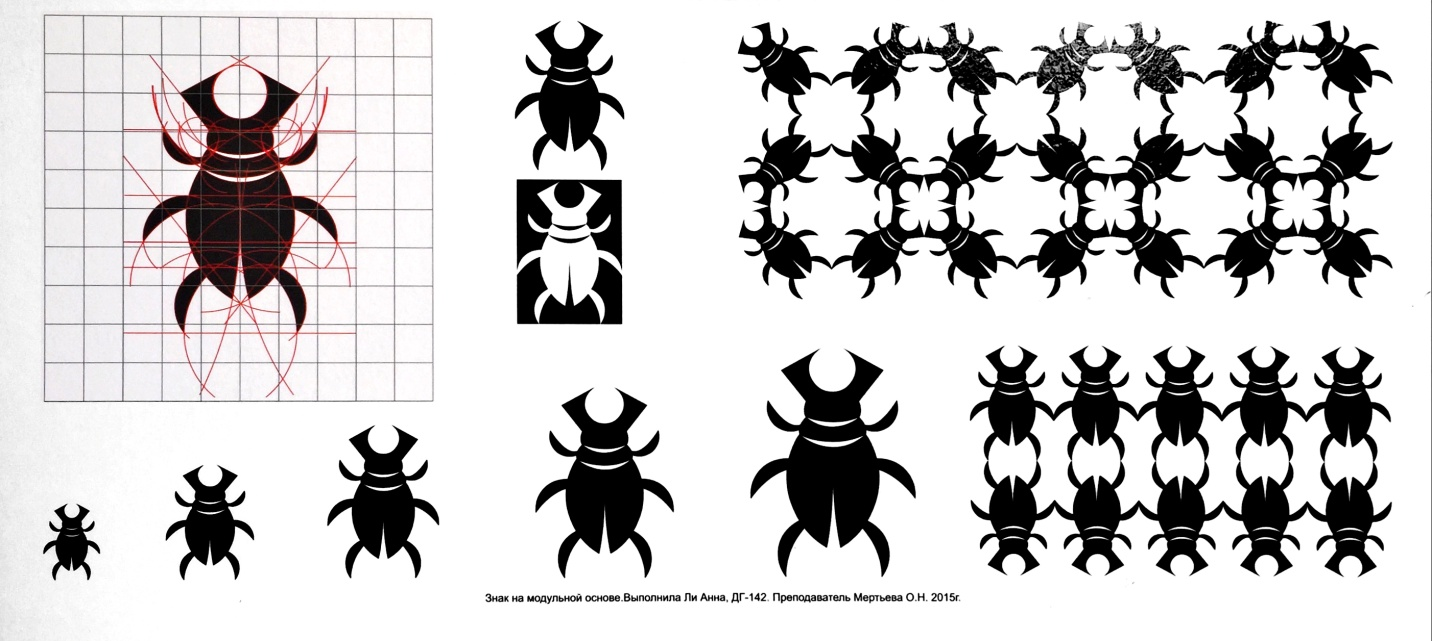 Знак на модульной основе.Выполнила Ли Анна, ДГ-142. Преподаватель Мертьева О.Н. 2015г.